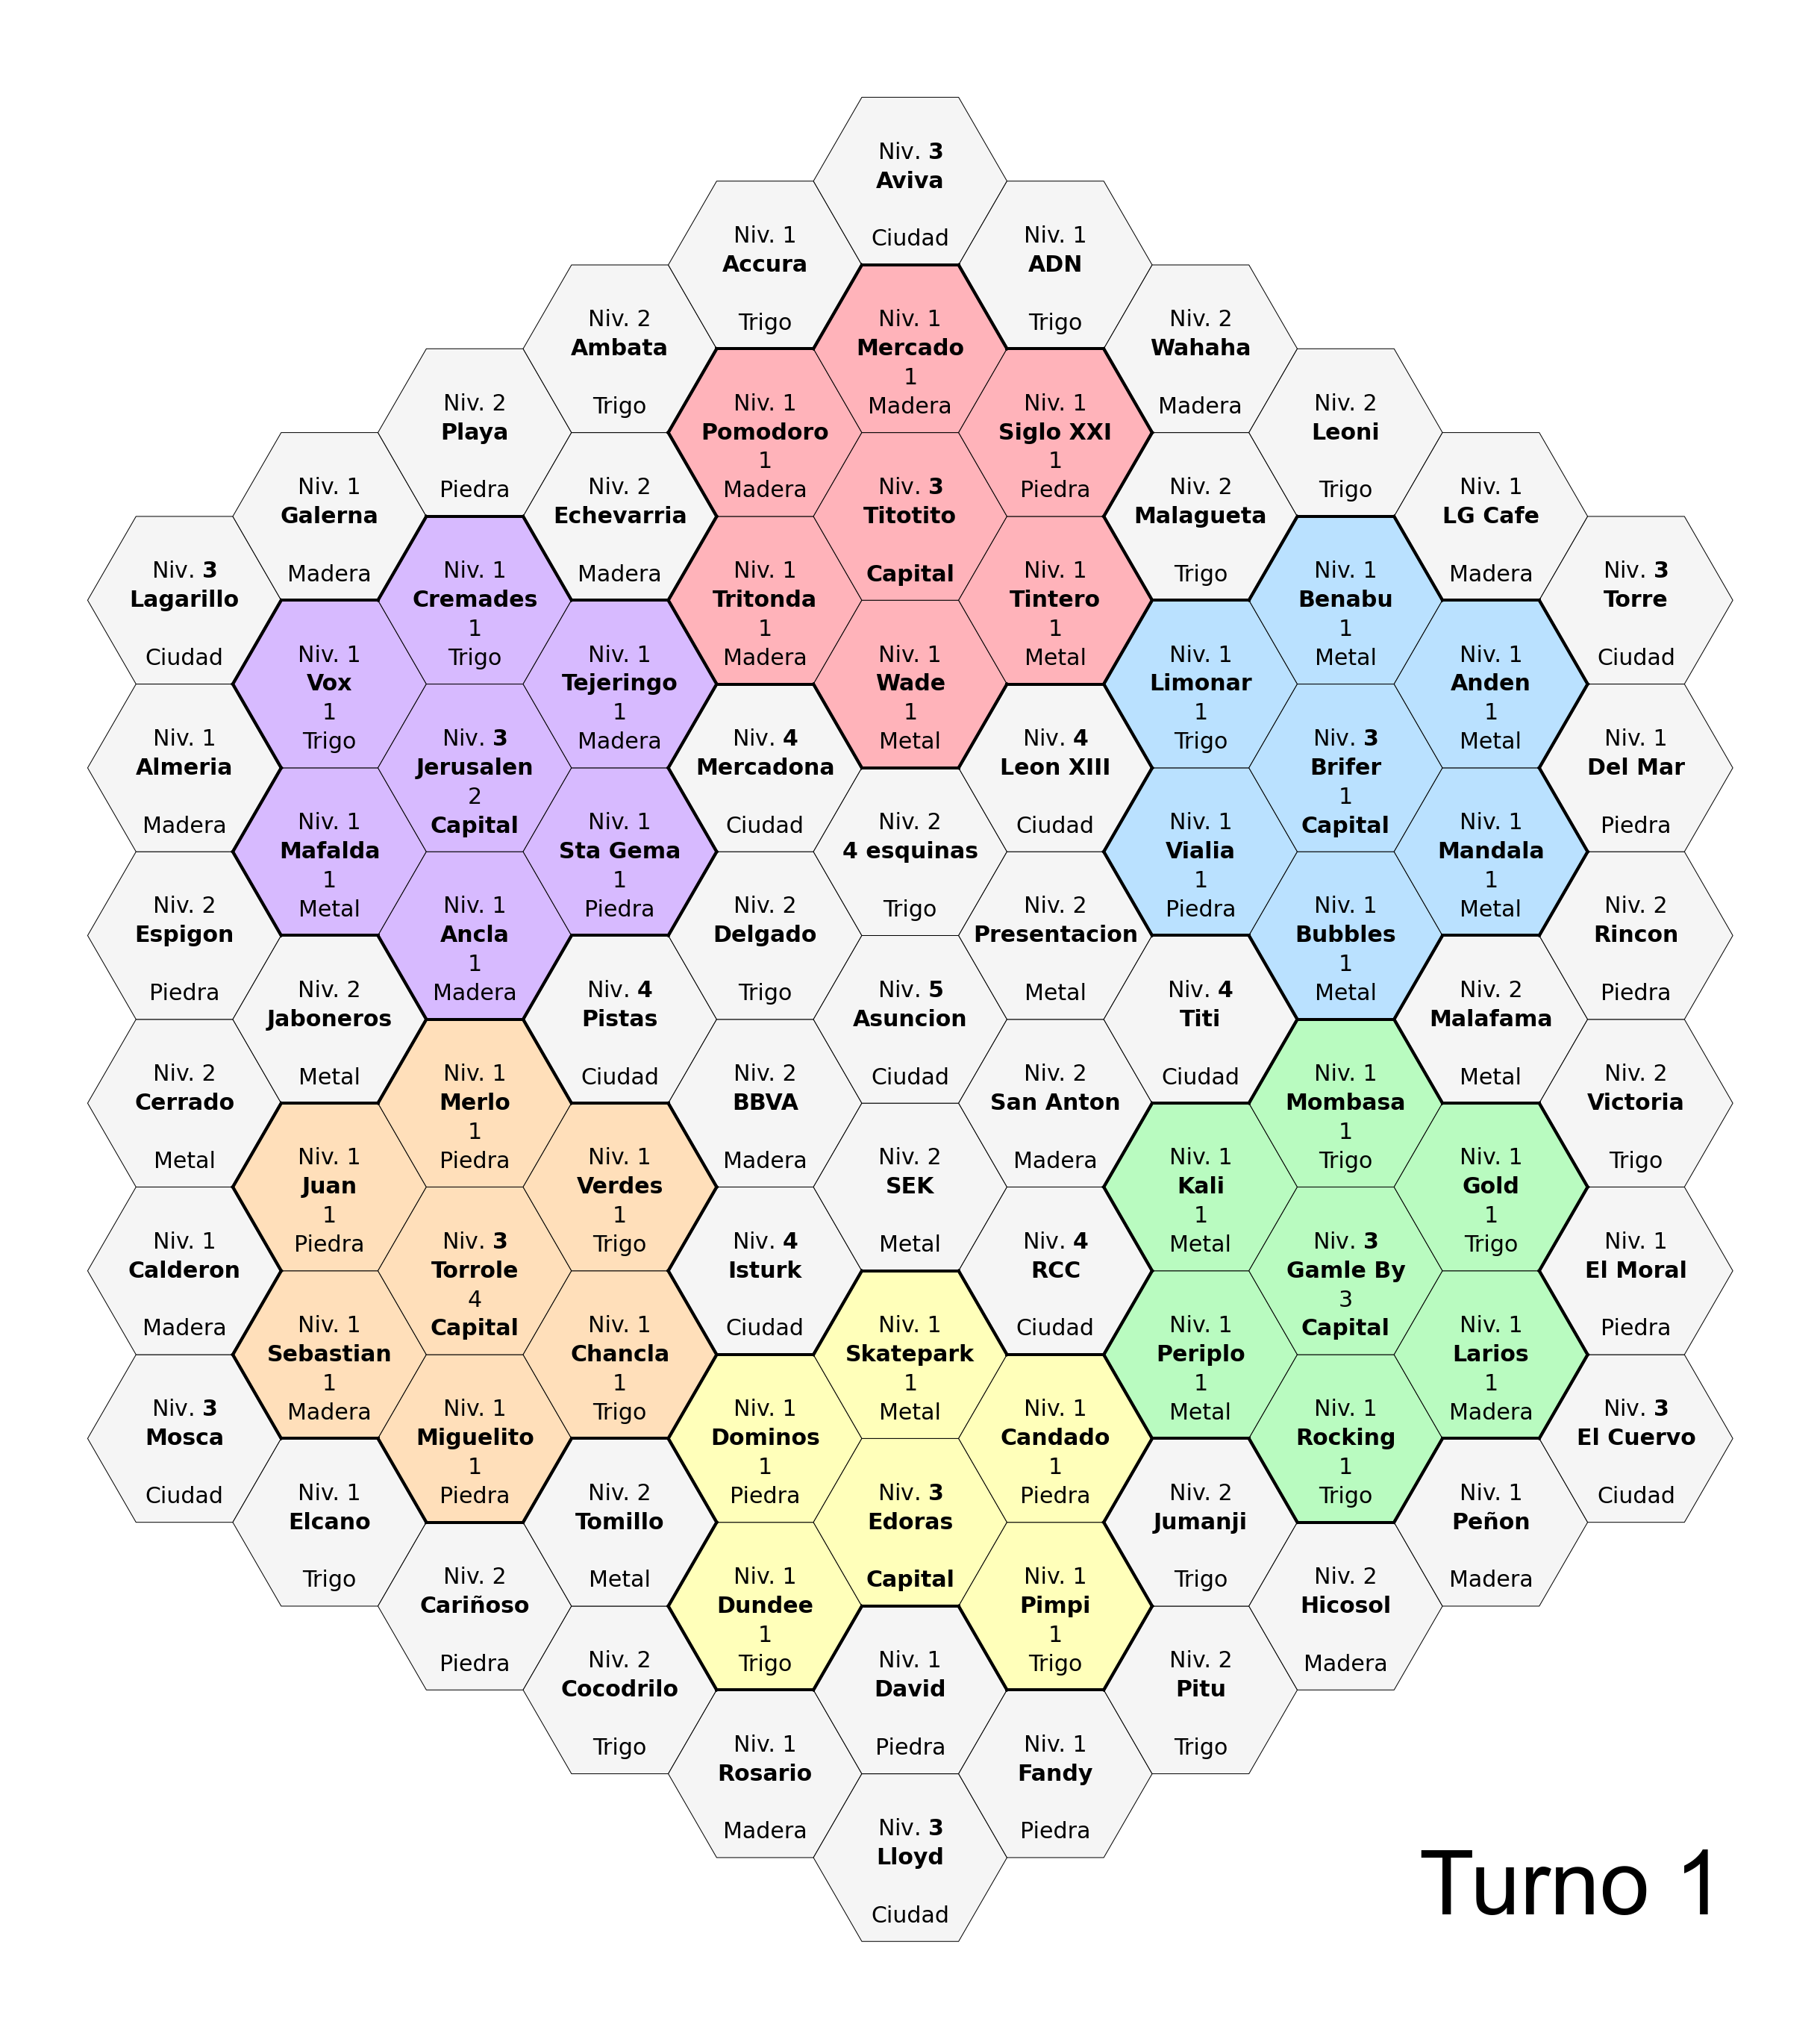 Niv. 3
Aviva
Ciudad
Niv. 1
Accura
Trigo
Niv. 1
ADN
Trigo
Niv. 2
Ambata
Trigo
Niv. 1
Mercado
1
Madera
Niv. 2
Wahaha
Madera
Niv. 2
Playa
Piedra
Niv. 1
Pomodoro
1
Madera
Niv. 1
Siglo XXI
1
Piedra
Niv. 2
Leoni
Trigo
Niv. 1
Galerna
Madera
Niv. 2
Echevarria
Madera
Niv. 3
Titotito
Capital
Niv. 2
Malagueta
Trigo
Niv. 1
LG Cafe
Madera
Niv. 3
Lagarillo
Ciudad
Niv. 1
Cremades
1
Trigo
Niv. 1
Tritonda
1
Madera
Niv. 1
Tintero
1
Metal
Niv. 1
Benabu
1
Metal
Niv. 3
Torre
Ciudad
Niv. 1
Vox
1
Trigo
Niv. 1
Tejeringo
1
Madera
Niv. 1
Wade
1
Metal
Niv. 1
Limonar
1
Trigo
Niv. 1
Anden
1
Metal
Niv. 1
Almeria
Madera
Niv. 3
Jerusalen
2
Capital
Niv. 4
Mercadona
Ciudad
Niv. 4
Leon XIII
Ciudad
Niv. 3
Brifer
1
Capital
Niv. 1
Del Mar
Piedra
Niv. 1
Mafalda
1
Metal
Niv. 1
Sta Gema
1
Piedra
Niv. 2
4 esquinas
Trigo
Niv. 1
Vialia
1
Piedra
Niv. 1
Mandala
1
Metal
Niv. 2
Espigon
Piedra
Niv. 1
Ancla
1
Madera
Niv. 2
Delgado
Trigo
Niv. 2
Presentacion
Metal
Niv. 1
Bubbles
1
Metal
Niv. 2
Rincon
Piedra
Niv. 2
Jaboneros
Metal
Niv. 4
Pistas
Ciudad
Niv. 5
Asuncion
Ciudad
Niv. 4
Titi
Ciudad
Niv. 2
Malafama
Metal
Niv. 2
Cerrado
Metal
Niv. 1
Merlo
1
Piedra
Niv. 2
BBVA
Madera
Niv. 2
San Anton
Madera
Niv. 1
Mombasa
1
Trigo
Niv. 2
Victoria
Trigo
Niv. 1
Juan
1
Piedra
Niv. 1
Verdes
1
Trigo
Niv. 2
SEK
Metal
Niv. 1
Kali
1
Metal
Niv. 1
Gold
1
Trigo
Niv. 1
Calderon
Madera
Niv. 3
Torrole
4
Capital
Niv. 4
Isturk
Ciudad
Niv. 4
RCC
Ciudad
Niv. 3
Gamle By
3
Capital
Niv. 1
El Moral
Piedra
Niv. 1
Sebastian
1
Madera
Niv. 1
Chancla
1
Trigo
Niv. 1
Skatepark
1
Metal
Niv. 1
Periplo
1
Metal
Niv. 1
Larios
1
Madera
Niv. 3
Mosca
Ciudad
Niv. 1
Miguelito
1
Piedra
Niv. 1
Dominos
1
Piedra
Niv. 1
Candado
1
Piedra
Niv. 1
Rocking
1
Trigo
Niv. 3
El Cuervo
Ciudad
Niv. 1
Elcano
Trigo
Niv. 2
Tomillo
Metal
Niv. 3
Edoras
Capital
Niv. 2
Jumanji
Trigo
Niv. 1
Peñon
Madera
Niv. 2
Cariñoso
Piedra
Niv. 1
Dundee
1
Trigo
Niv. 1
Pimpi
1
Trigo
Niv. 2
Hicosol
Madera
Niv. 2
Cocodrilo
Trigo
Niv. 1
David
Piedra
Niv. 2
Pitu
Trigo
Niv. 1
Rosario
Madera
Niv. 1
Fandy
Piedra
Niv. 3
Lloyd
Ciudad
Turno 1